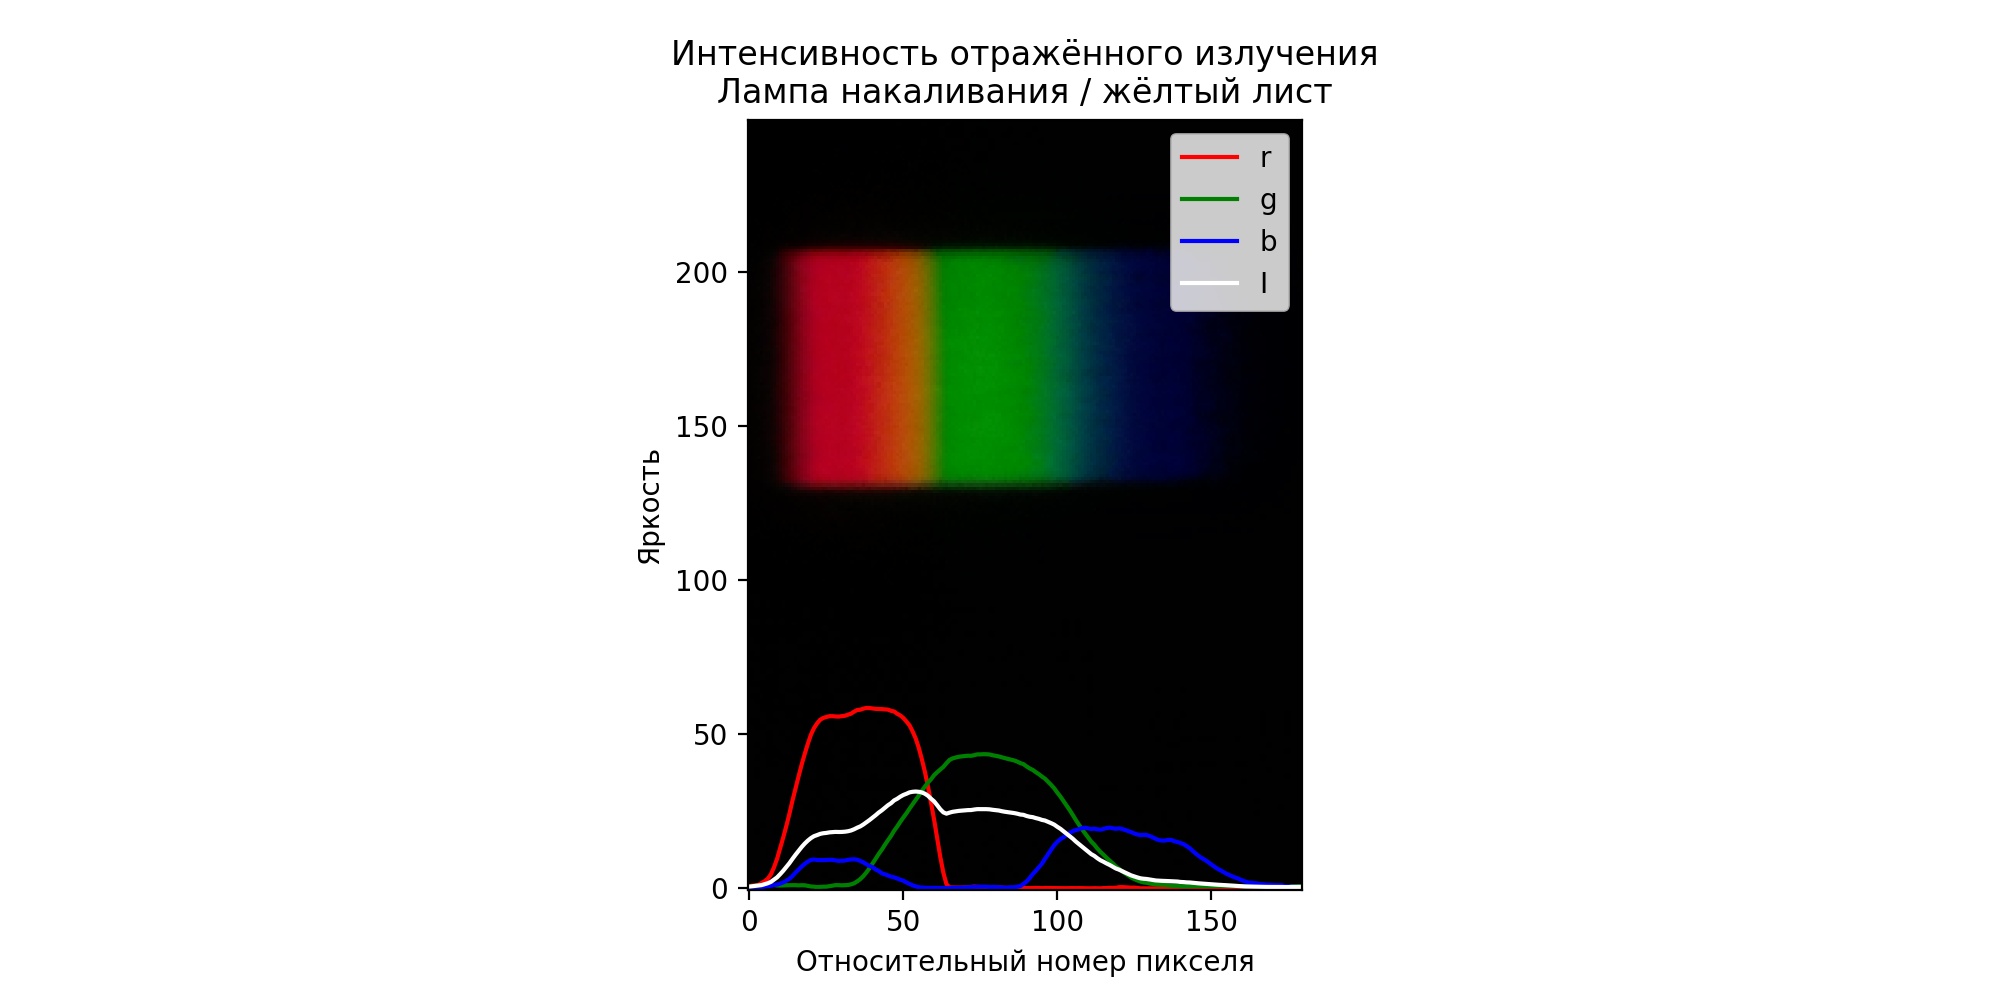 Интенсивность отражённого излучения
Лампа накаливания / жёлтый лист
r
g
b
l
200
150
100
50
0
Яркость
0 50 100 150
Относительный номер пикселя